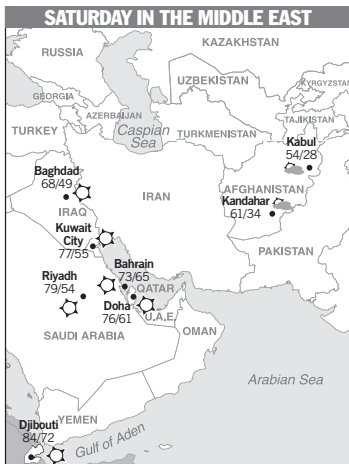 SATURDAY IN THE MIDDLE EAST
KAZAKHSTAN
RUSSIA
UZBEKISTAN
KYRGYZSTAN
GEORGIA
AZERBAIJAN
TAJIKISTAN
TURKEY
Caspian
Sea
TURKMENISTAN
Kabul
54/28
Baghdad
68/49
IRAN
AFGHANISTAN
Kandahar
61/34
IRAQ
Kuwait
City
77/55
PAKISTAN
Bahrain
73/65
Riyadh
79/54
QATAR
Doha
76/61
U.A.E.
OMAN
SAUDI ARABIA
Arabian Sea
YEMEN
Djibouti
84/72
Gulf of Aden